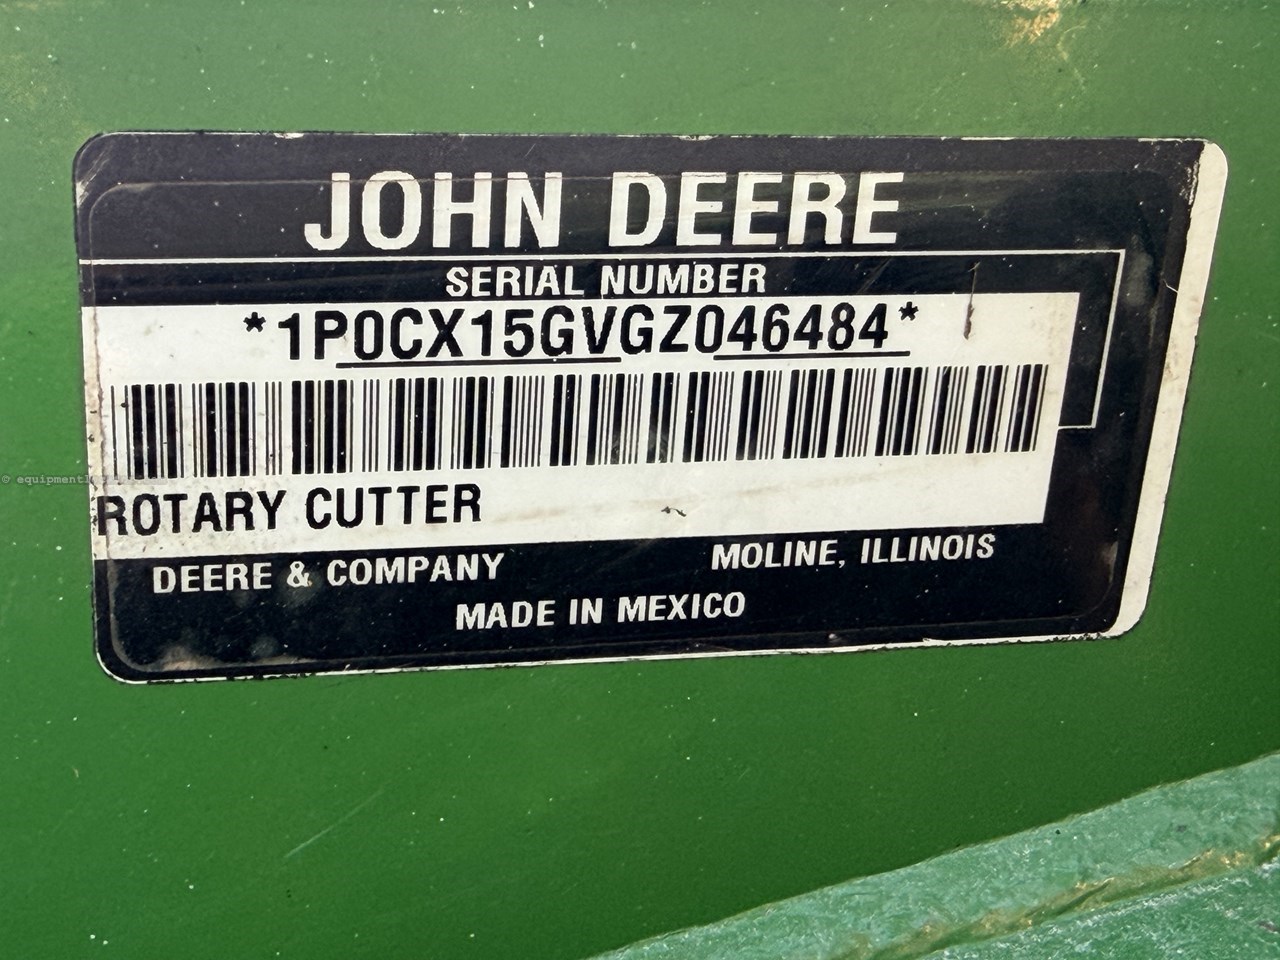 JOHN DEERE
SERIAL NUMBER
*1P0CX15GVGZ046484*
ROTARY CUTTER
DEERE & COMPANY MOLINE, ILLINOIS
MADE IN MEXICO